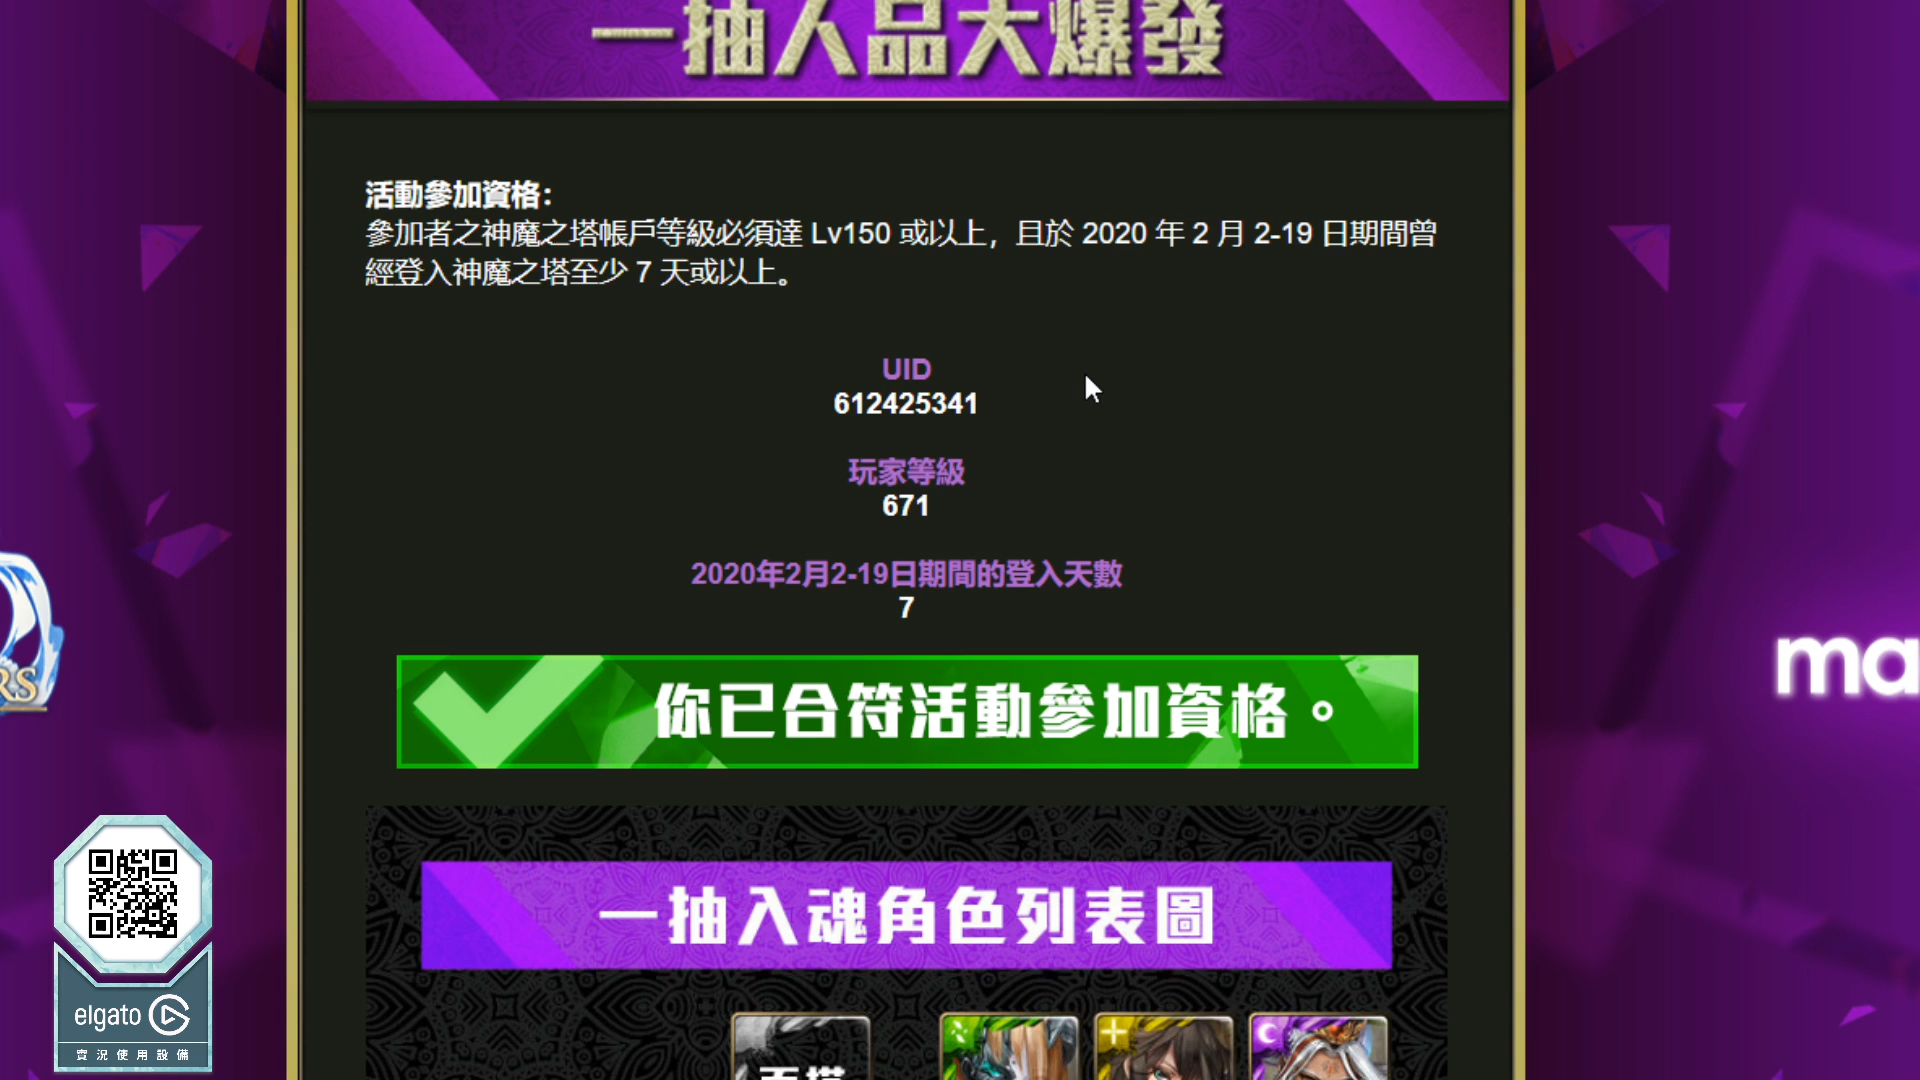 一抽人品大爆發
活動參加資格：
參加者之神魔之塔帳戶等級必須達 Lv150 或以上，且於 2020 年 2 月 2-19 日期間曾
經登入神魔之塔至少 7 天或以上。
UID
612425341
玩家等級
671
2020年2月2-19日期間的登入天數
7
你已合符活動參加資格。
RS
ma
一抽入魂角色列表圖
elgato
實況使用設備